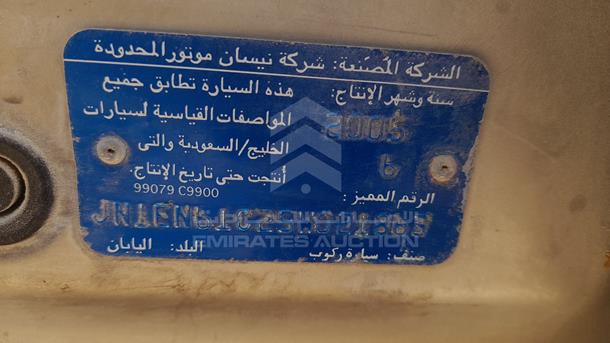 الشركة المصنعة: شركة نيسان موتور المحدودة
سنة وشهر الإنتاج: هذه السيارة تطابق جميع
المواصفات القياسية لسيارات
2005
الخليج/السعودية والتي
6
أنتجت حتى تاريخ الإنتاج.
99079 C9900
الرقم المميز:
EMIRATES AUCTION
صنف: سيارة ركوب البلد: اليابان